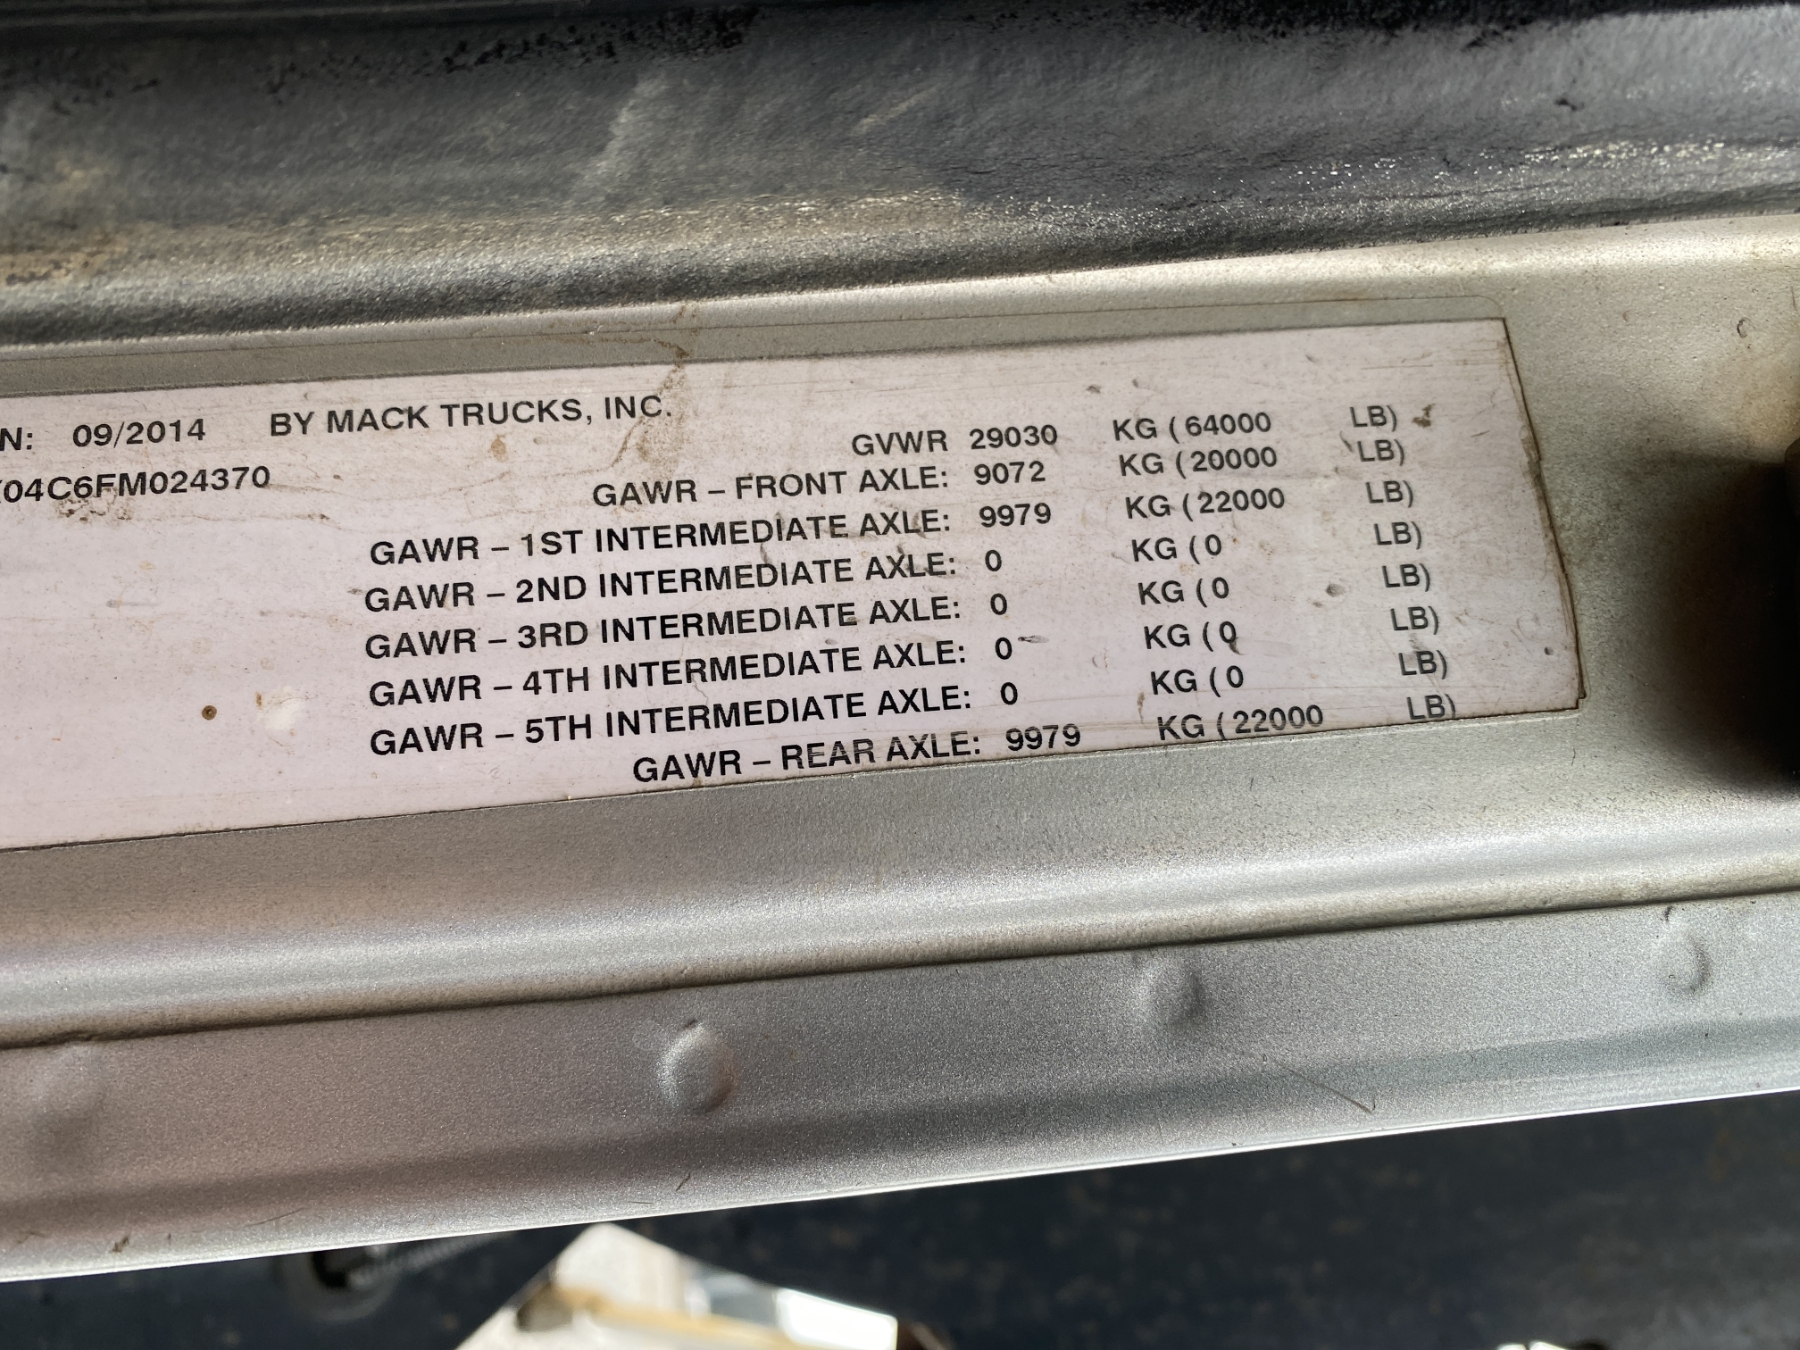 N: 09/2014 BY MACK TRUCKS, INC.
04C6FM024370
GVWR 29030 KG (64000 LB)
GAWR – FRONT AXLE: 9072 KG (20000 LB)
GAWR – 1ST INTERMEDIATE AXLE: 9979 KG (22000 LB)
GAWR – 2ND INTERMEDIATE AXLE: 0 KG (0 LB)
GAWR – 3RD INTERMEDIATE AXLE: 0 KG (0 LB)
GAWR – 4TH INTERMEDIATE AXLE: 0 KG (0 LB)
GAWR – 5TH INTERMEDIATE AXLE: 0 KG (0 LB)
GAWR – REAR AXLE: 9979 KG (22000 LB)